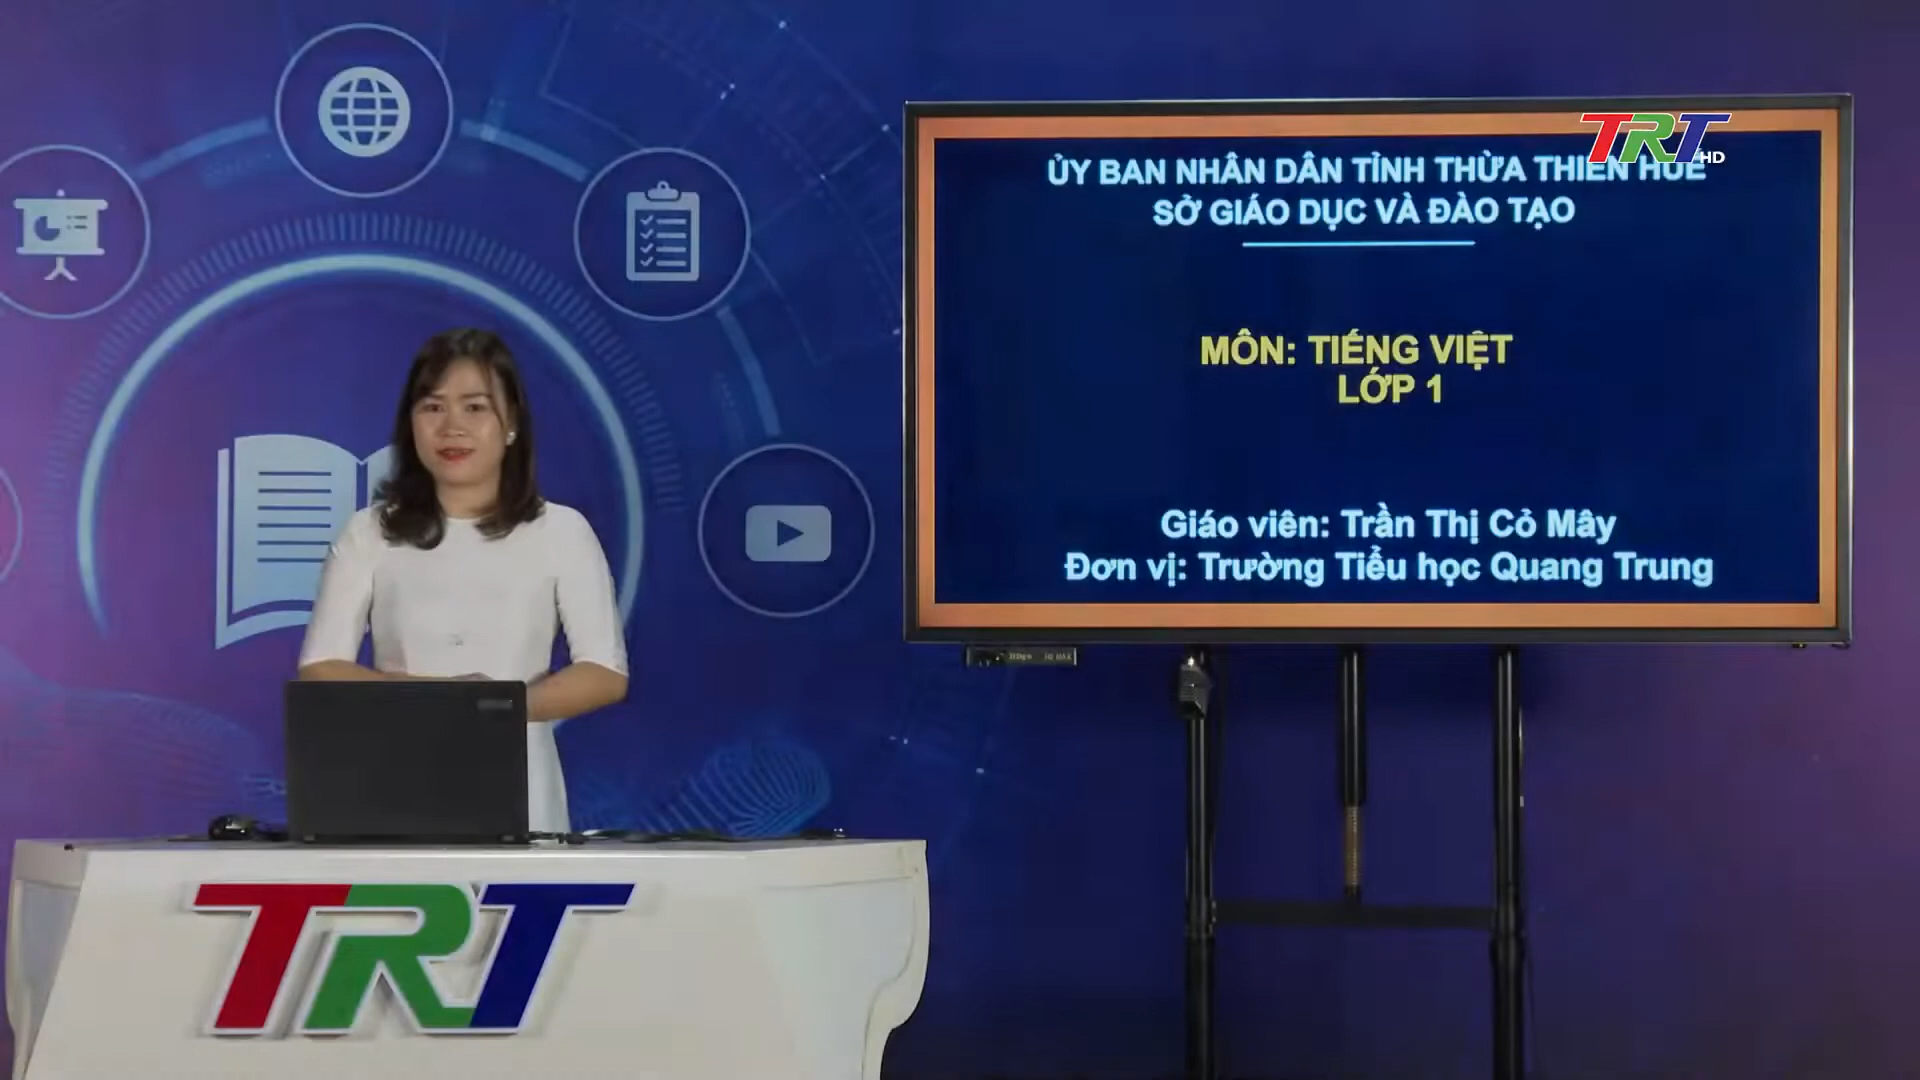 TRT HD
ỦY BAN NHÂN DÂN TỈNH THỪA THIÊN HUẾ
SỞ GIÁO DỤC VÀ ĐÀO TẠO
MÔN: TIẾNG VIỆT
LỚP 1
Giáo viên: Trần Thị Cỏ Mây
Đơn vị: Trường Tiểu học Quang Trung
TRT